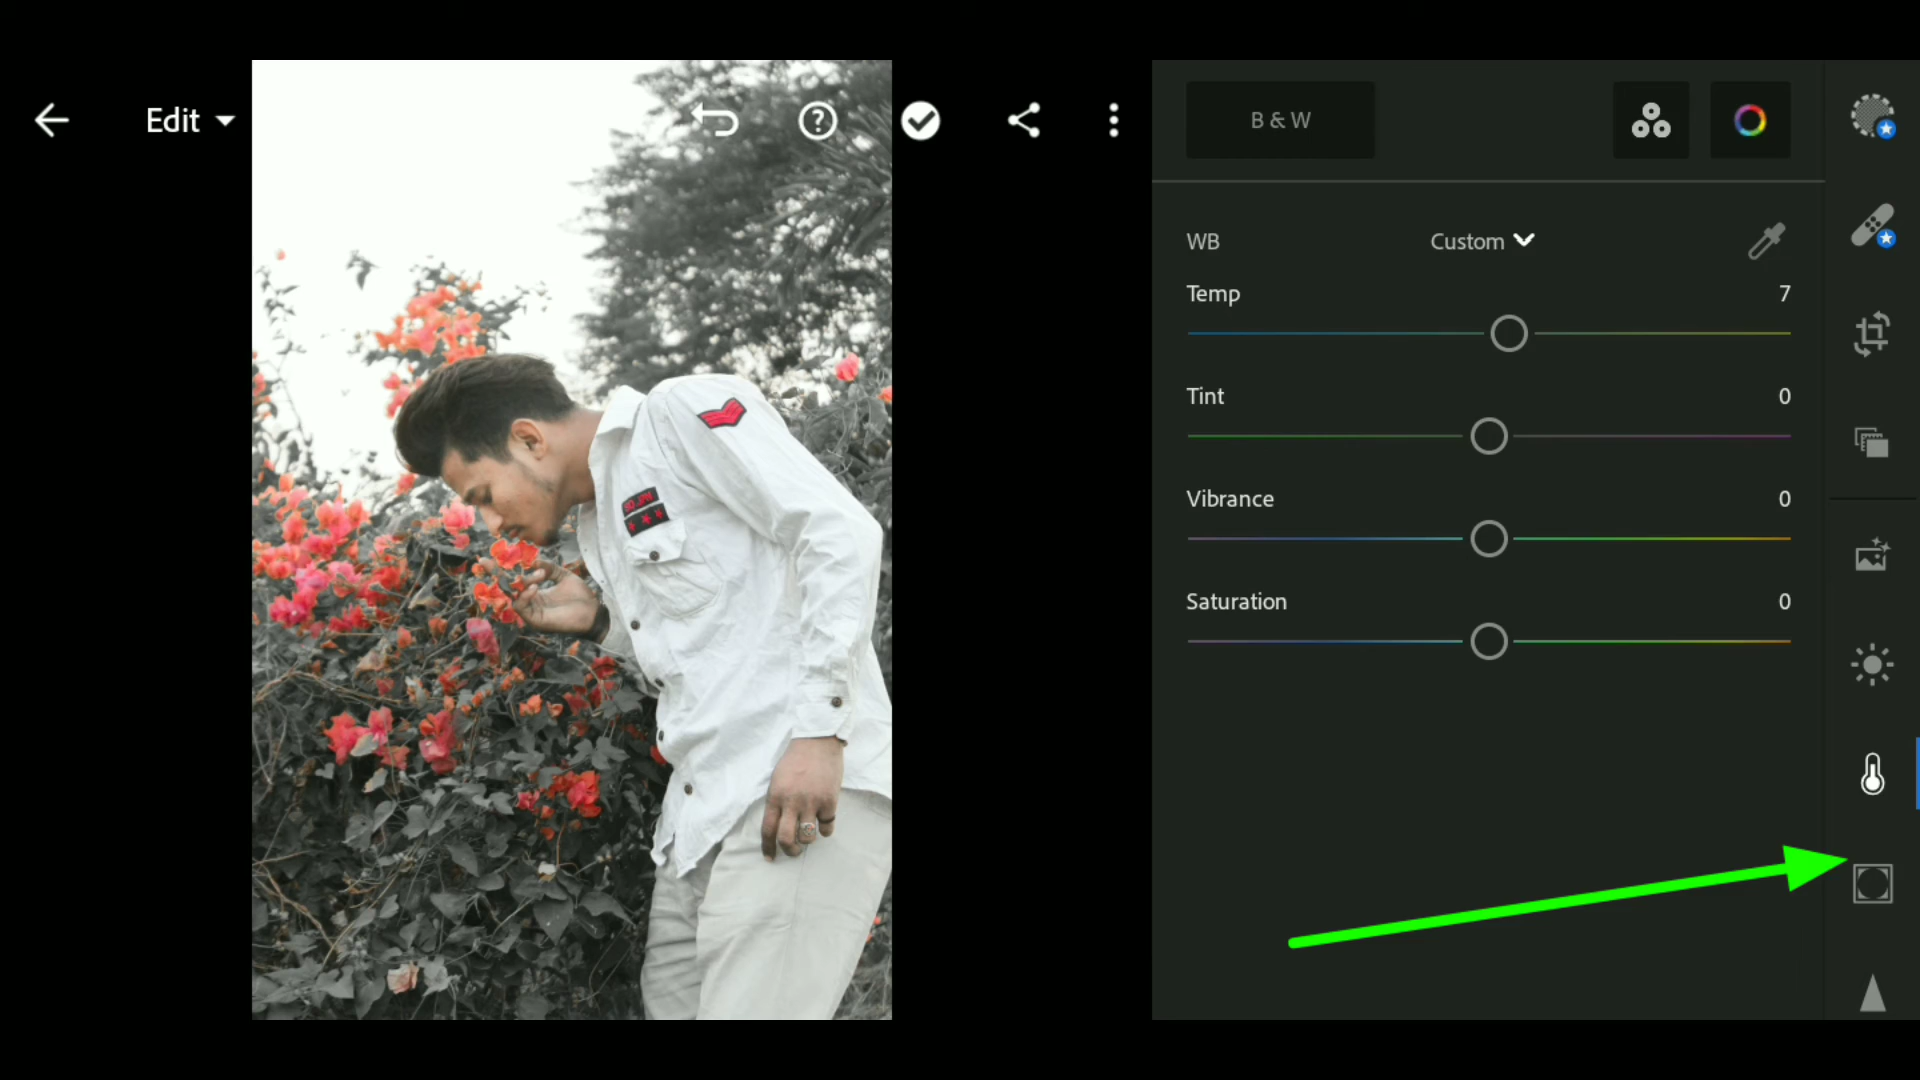 Edit
B & W
WB Custom
Temp 7
Tint 0
Vibrance 0
Saturation 0